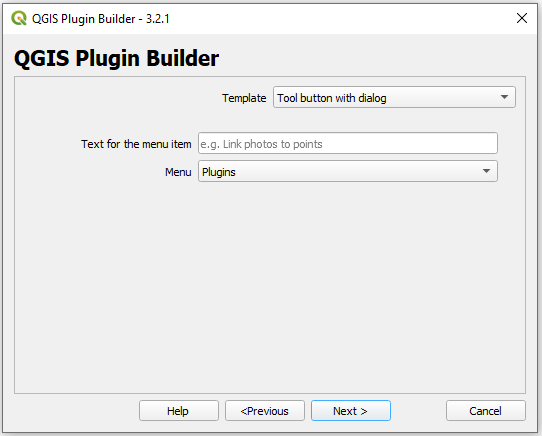 QGIS Plugin Builder - 3.2.1
QGIS Plugin Builder
Template Tool button with dialog
Text for the menu item e.g. Link photos to points
Menu Plugins
Help <Previous Next > Cancel